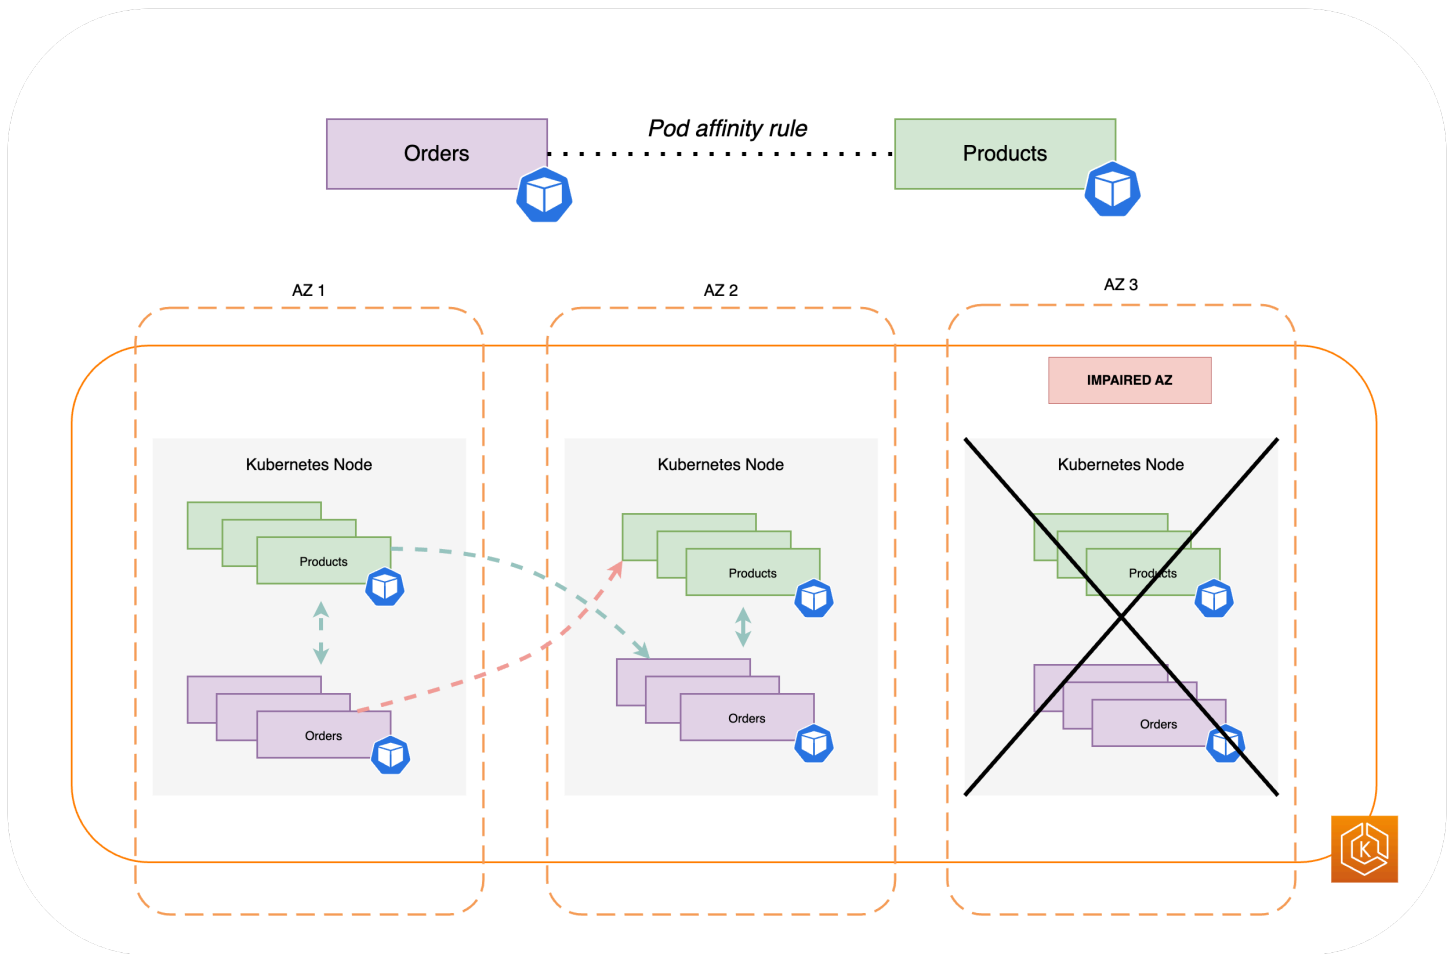 Pod affinity rule
Orders
Products
AZ 1
AZ 2
AZ 3
IMPAIRED AZ
Kubernetes Node
Kubernetes Node
Kubernetes Node
Products
Products
Products
Orders
Orders
Orders
K